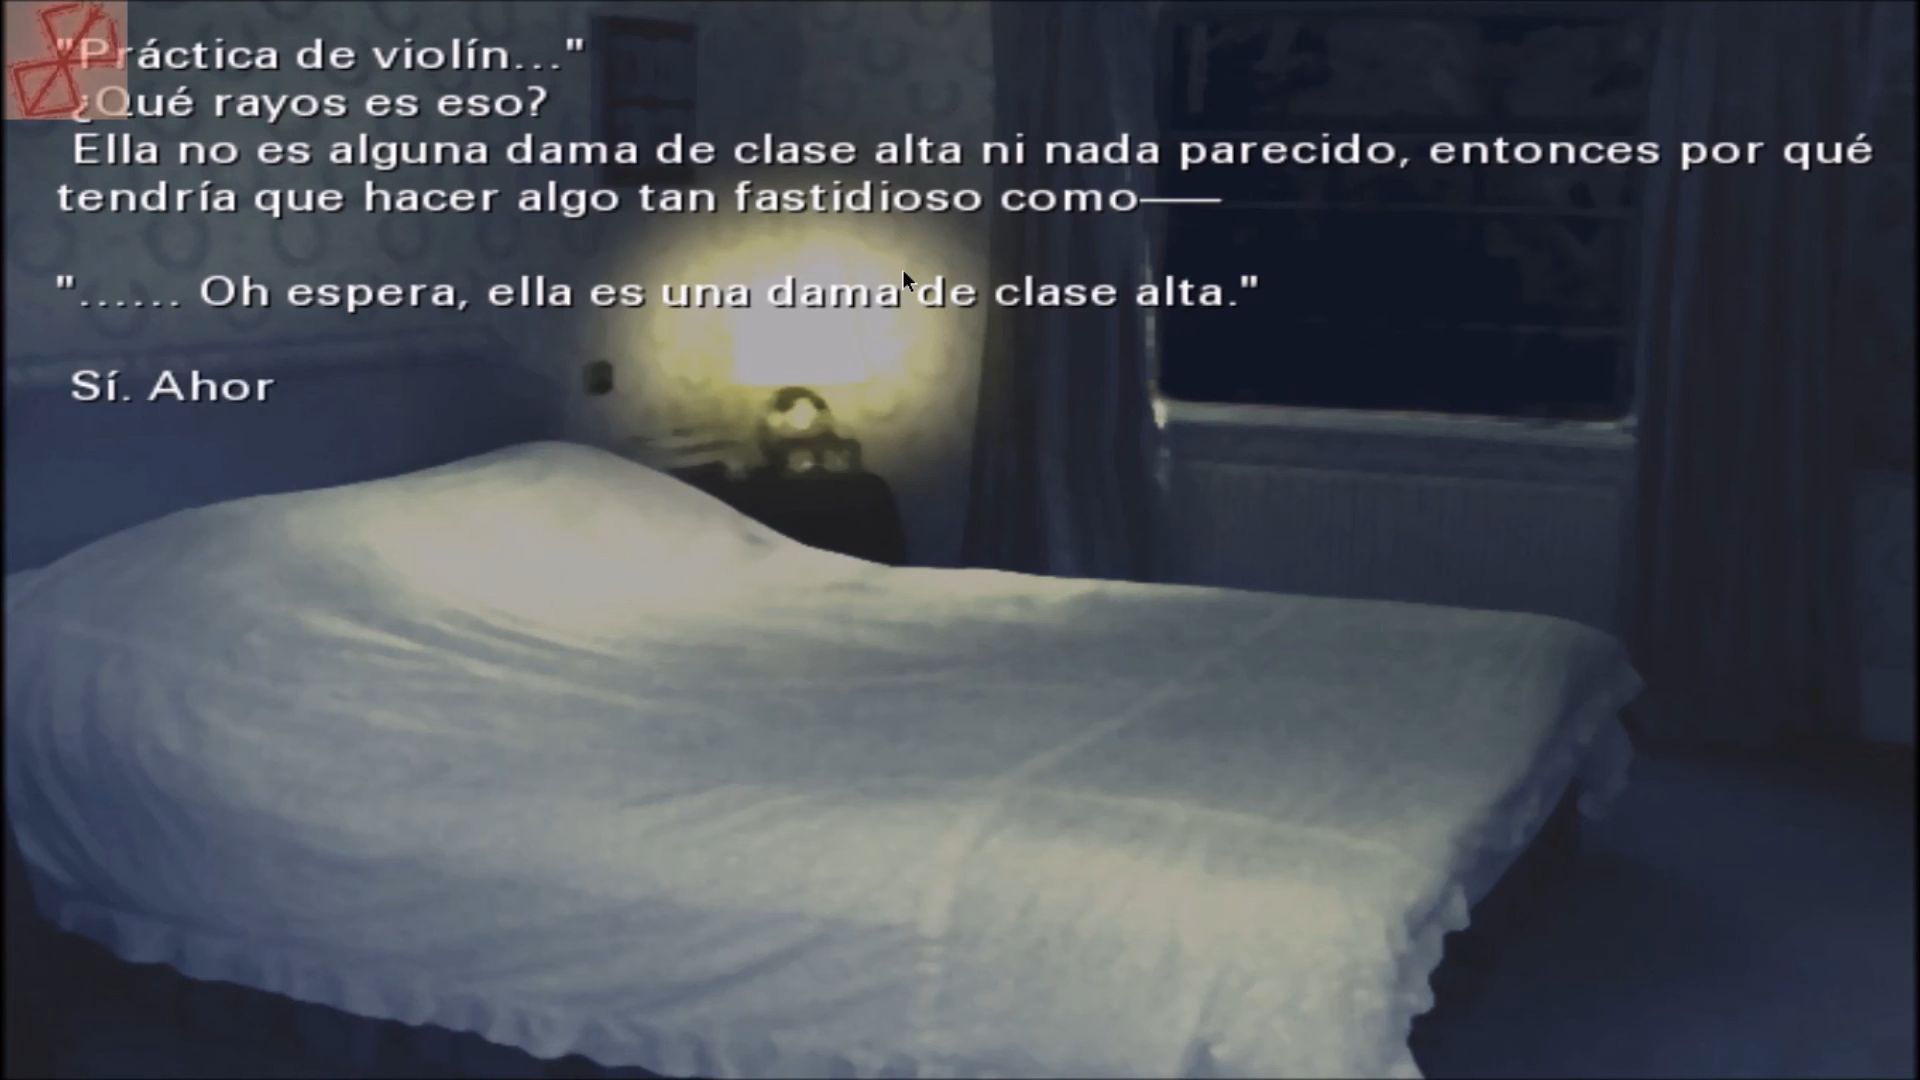 "Práctica de violín..."
¿Qué rayos es eso?
Ella no es alguna dama de clase alta ni nada parecido, entonces por qué
tendría que hacer algo tan fastidioso como——
"...... Oh espera, ella es una dama de clase alta."
Sí. Ahor